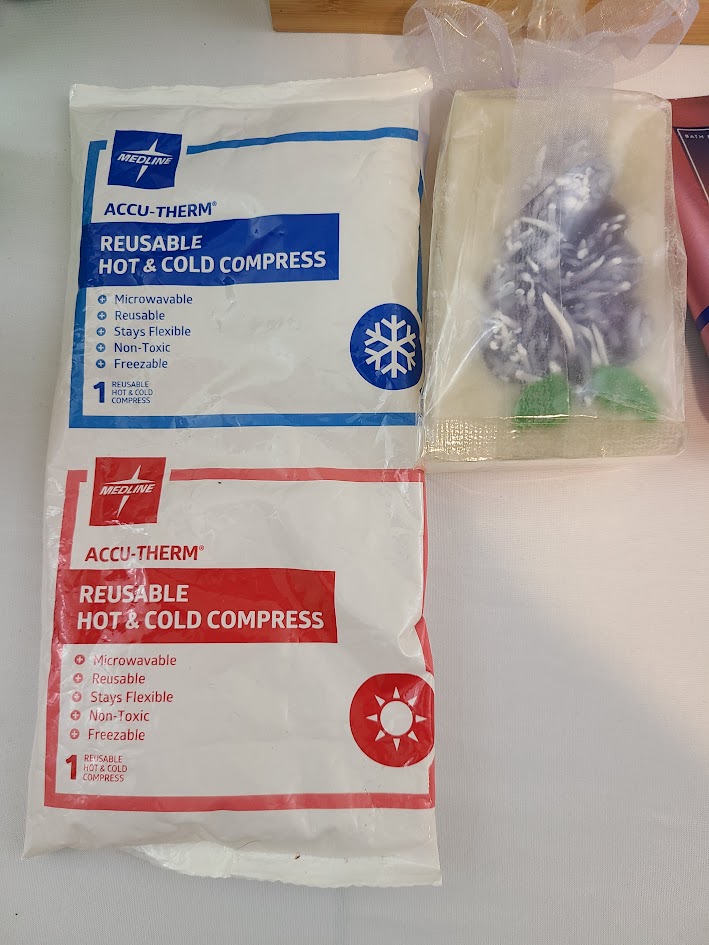 MEDLINE
ACCU-THERM®
REUSABLE
HOT & COLD COMPRESS
Microwavable
Reusable
Stays Flexible
Non-Toxic
Freezable
1 REUSABLE
HOT & COLD
COMPRESS
MEDLINE
ACCU-THERM®
REUSABLE
HOT & COLD COMPRESS
Microwavable
Reusable
Stays Flexible
Non-Toxic
Freezable
1 REUSABLE
HOT & COLD
COMPRESS
BATH